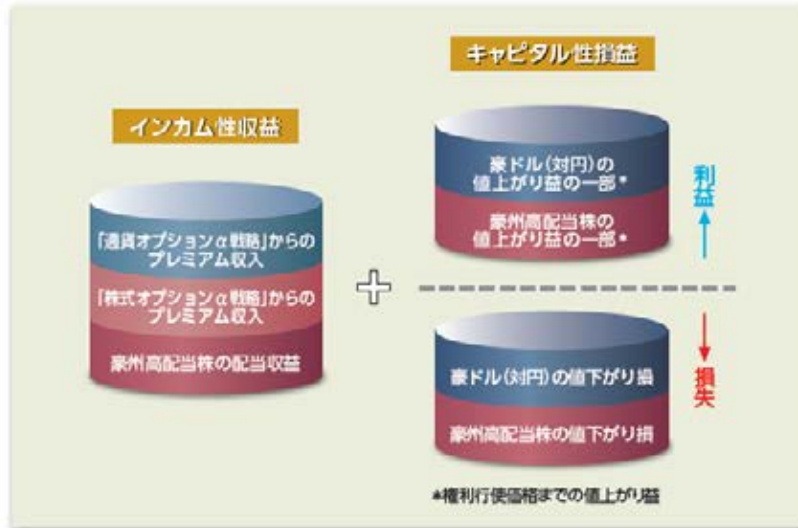 インカム性収益
「通貨オプションα戦略」からの
プレミアム収入
「株式オプションα戦略」からの
プレミアム収入
豪州高配当株の配当収益
+
キャピタル性損益
豪ドル(対円)の
値上がり益の一部*
豪州高配当株の
値上がり益の一部*
利益
豪ドル(対円)の値下がり損
豪州高配当株の値下がり損
損失
*権利行使価格までの値上がり益